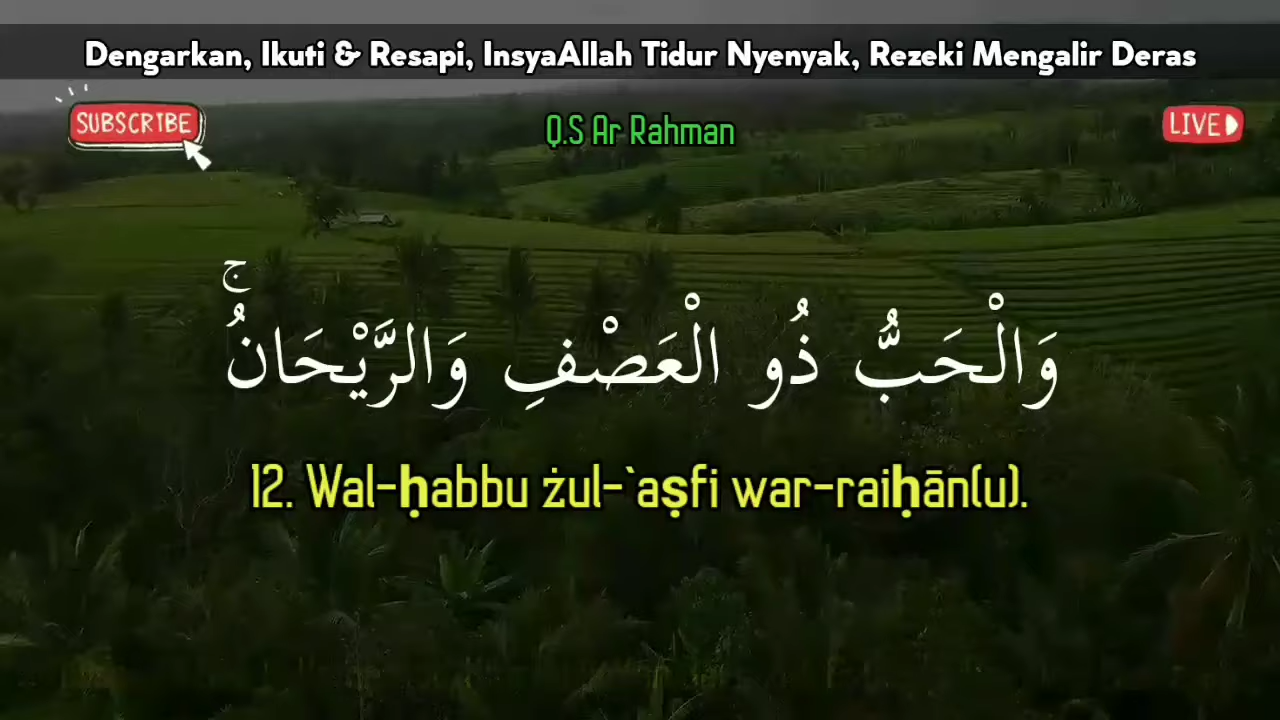 Dengarkan, Ikuti & Resapi, InsyaAllah Tidur Nyenyak, Rezeki Mengalir Deras
SUBSCRIBE
Q.S Ar Rahman
LIVE
وَالْحَبُّ ذُو الْعَصْفِ وَالرَّيْحَانُۚ
12. Wal-ḥabbu żul-`aṣfi war-raiḥān(u).